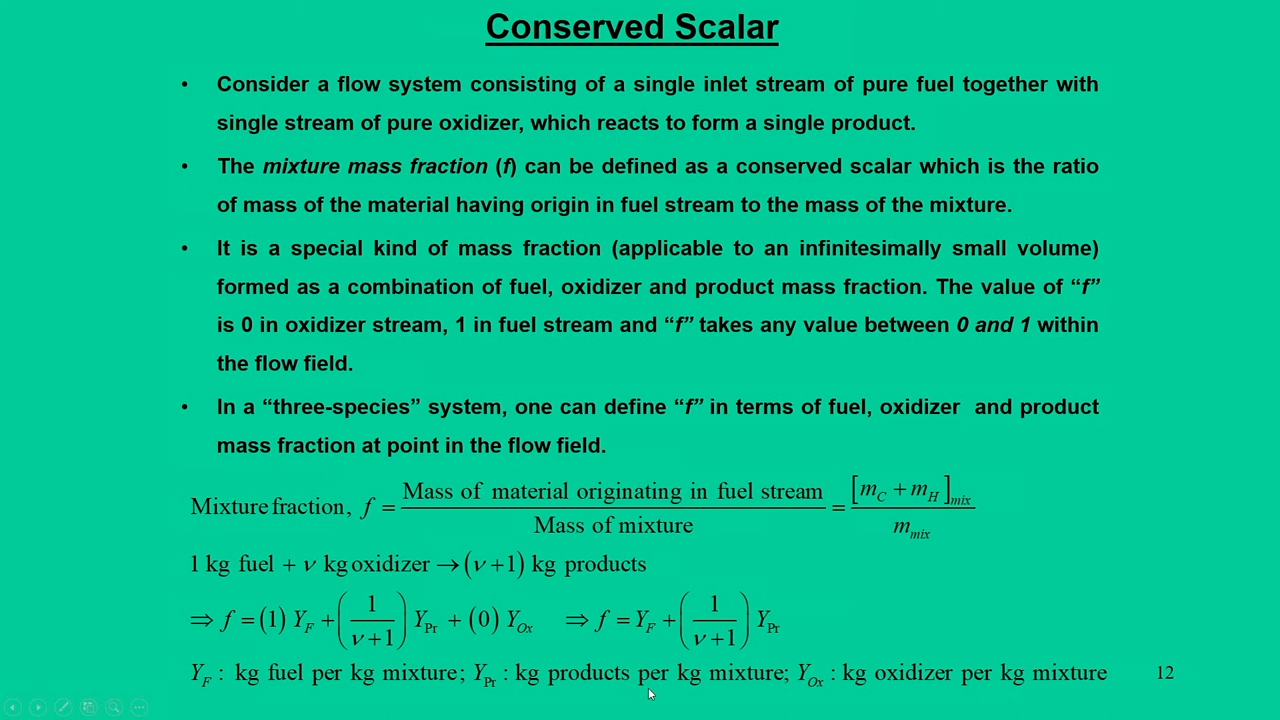 Conserved Scalar
• Consider a flow system consisting of a single inlet stream of pure fuel together with
single stream of pure oxidizer, which reacts to form a single product.
• The mixture mass fraction (f) can be defined as a conserved scalar which is the ratio
of mass of the material having origin in fuel stream to the mass of the mixture.
• It is a special kind of mass fraction (applicable to an infinitesimally small volume)
formed as a combination of fuel, oxidizer and product mass fraction. The value of “f”
is 0 in oxidizer stream, 1 in fuel stream and “f” takes any value between 0 and 1 within
the flow field.
• In a “three-species” system, one can define “f” in terms of fuel, oxidizer and product
mass fraction at point in the flow field.
Mixture fraction, f = Mass of material originating in fuel stream / Mass of mixture = [m_C + m_H]_mix / m_mix
1 kg fuel + ν kg oxidizer → (ν + 1) kg products
⇒ f = (1) Y_F + (1 / ν + 1) Y_Pr + (0) Y_Ox ⇒ f = Y_F + (1 / ν + 1) Y_Pr
Y_F : kg fuel per kg mixture; Y_Pr : kg products per kg mixture; Y_Ox : kg oxidizer per kg mixture
12